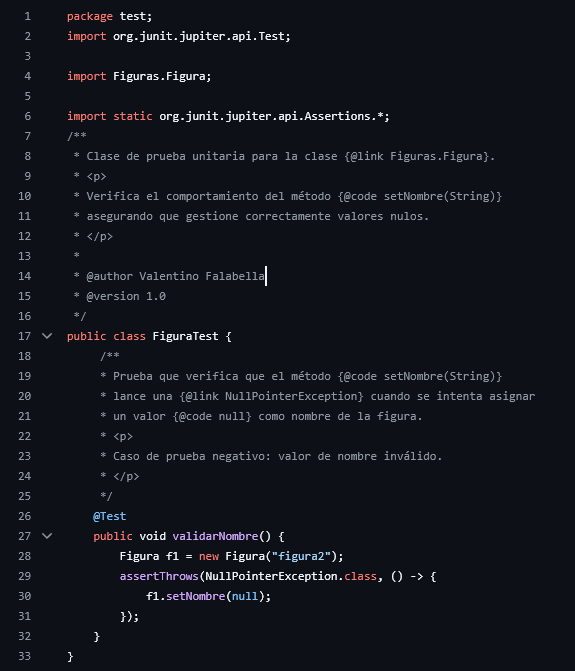 1 package test;
2 import org.junit.jupiter.api.Test;
3
4 import Figuras.Figura;
5
6 import static org.junit.jupiter.api.Assertions.*;
7 /**
8 * Clase de prueba unitaria para la clase {@link Figuras.Figura}.
9 * <p>
10 * Verifica el comportamiento del método {@code setNombre(String)}
11 * asegurando que gestione correctamente valores nulos.
12 * </p>
13 *
14 * @author Valentino Falabella
15 * @version 1.0
16 */
17 public class FiguraTest {
18 /**
19 * Prueba que verifica que el método {@code setNombre(String)}
20 * lance una {@link NullPointerException} cuando se intenta asignar
21 * un valor {@code null} como nombre de la figura.
22 * <p>
23 * Caso de prueba negativo: valor de nombre inválido.
24 * </p>
25 */
26 @Test
27 public void validarNombre() {
28 Figura f1 = new Figura("figura2");
29 assertThrows(NullPointerException.class, () -> {
30 f1.setNombre(null);
31 });
32 }
33 }